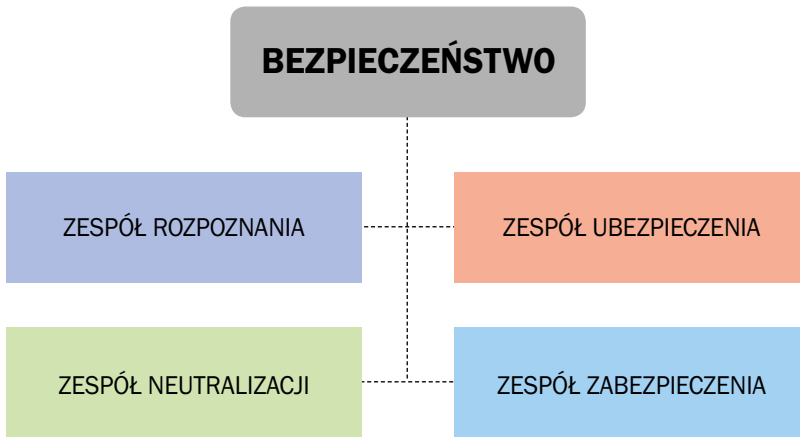 BEZPIECZEŃSTWO
ZESPÓŁ ROZPOZNANIA
ZESPÓŁ UBEZPIECZENIA
ZESPÓŁ NEUTRALIZACJI
ZESPÓŁ ZABEZPIECZENIA